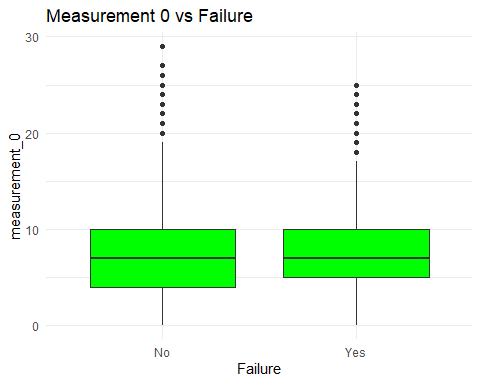 Measurement 0 vs Failure
measurement_0
30
20
10
0
No Yes
Failure